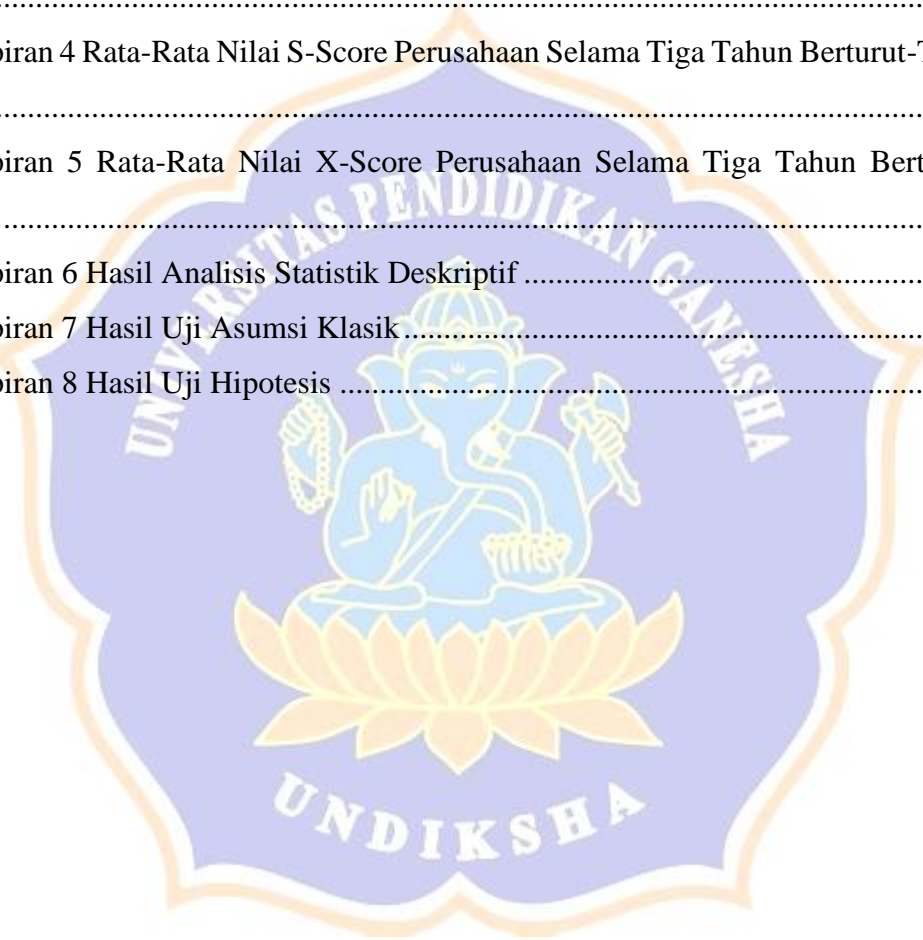 ................................................................................
piran 4 Rata-Rata Nilai S-Score Perusahaan Selama Tiga Tahun Berturut-T
................................................................................
piran 5 Rata-Rata Nilai X-Score Perusahaan Selama Tiga Tahun Bert
................................................................................
piran 6 Hasil Analisis Statistik Deskriptif ................................
piran 7 Hasil Uji Asumsi Klasik ................................
piran 8 Hasil Uji Hipotesis ................................
UNIVERSITAS PENDIDIKAN GANESHA
UNDIKSHA